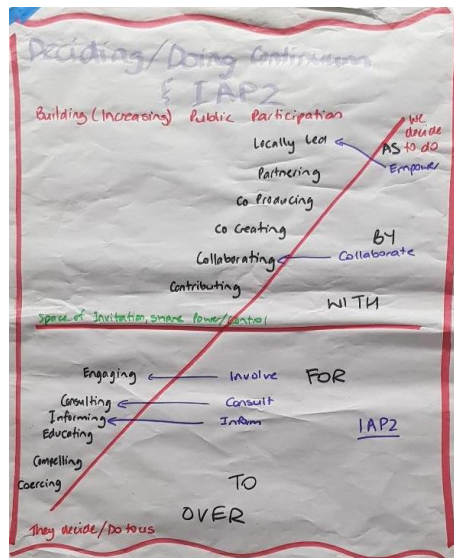 Deciding/Doing Continuum
& IAP2
Building (Increasing) Public Participation
We
decide
to do
Locally Led
AS
Empower
Partnering
Co Producing
Co Creating
BY
Collaborating
Collaborate
Contributing
WITH
Space of Invitation, share Power/Control
Engaging
Involve
FOR
Consulting
Consult
Informing
Inform
IAP2
Educating
Compelling
Coercing
TO
OVER
They decide/Do to us